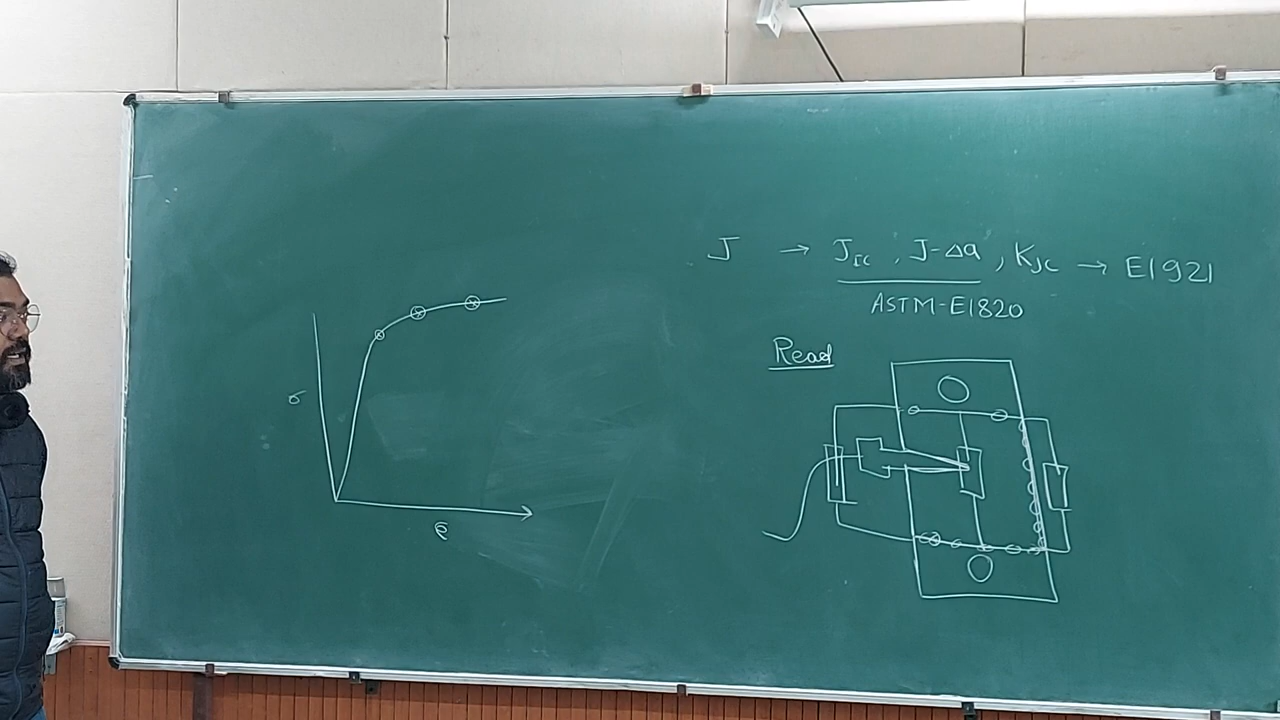 J → J_IC , J-Δa , K_JC → E1921
ASTM-E1820
Read
σ
e